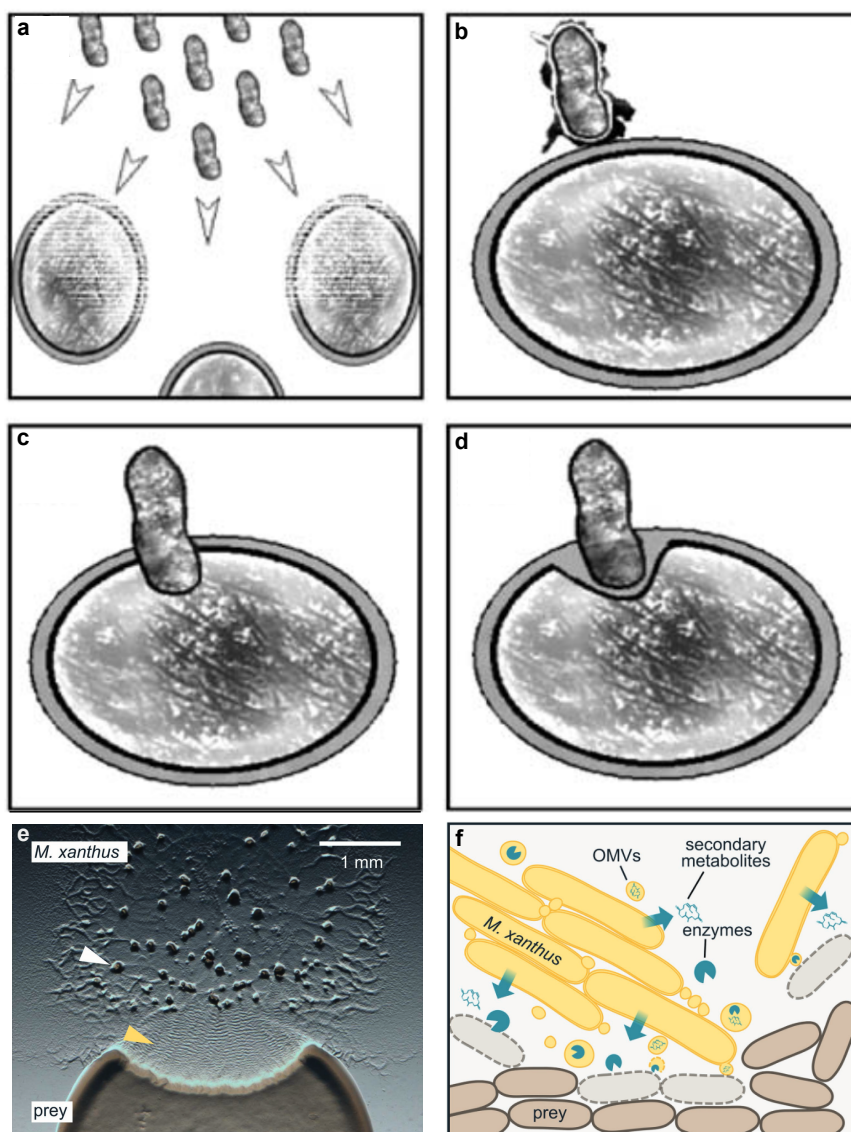 a
b
c
d
e
M. xanthus
1 mm
prey
f
OMVs
secondary
metabolites
enzymes
M. xanthus
prey